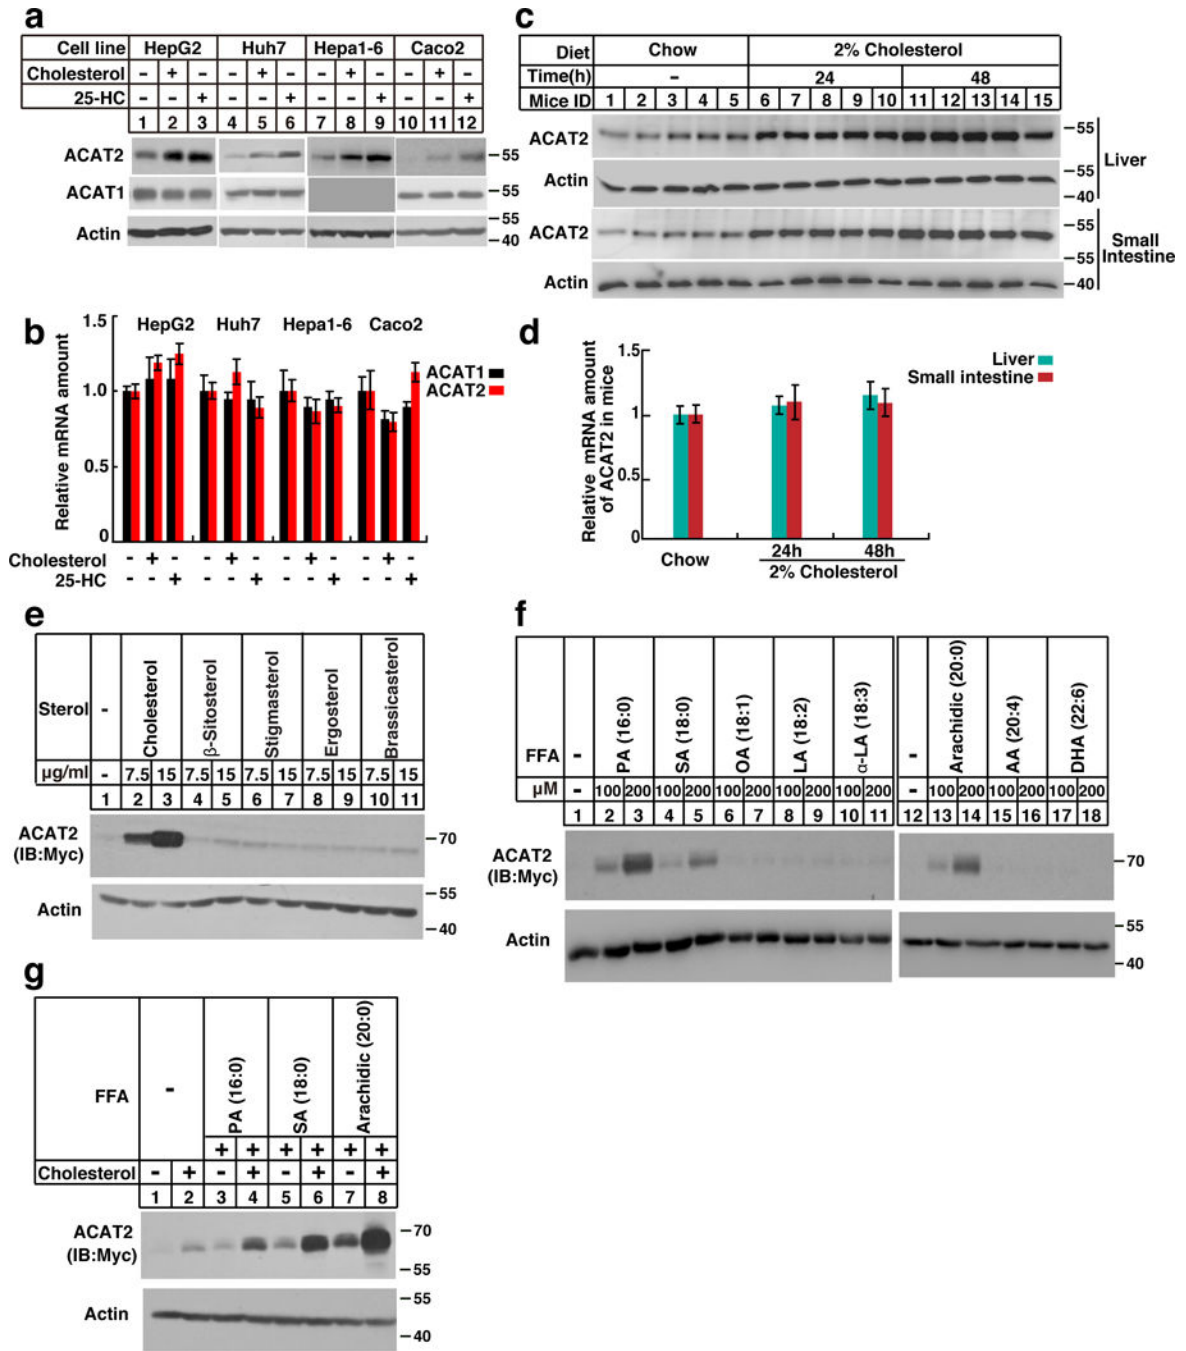 a
Cell line HepG2 Huh7 Hepa1-6 Caco2
Cholesterol - + - - + - - + - - + -
25-HC - - + - - + - - + - - +
1 2 3 4 5 6 7 8 9 10 11 12
ACAT2 55
ACAT1 55
55
Actin 40
b
Relative mRNA amount
1.5
1.0
0.5
0
HepG2 Huh7 Hepa1-6 Caco2
ACAT1
ACAT2
Cholesterol - + - - + - - + - - + -
25-HC - - + - - + - - + - - +
c
Diet Chow 2% Cholesterol
Time(h) - 24 48
Mice ID 1 2 3 4 5 6 7 8 9 10 11 12 13 14 15
ACAT2 55
55
Actin 40
Liver
ACAT2 55
55
Actin 40
Small
Intestine
d
Relative mRNA amount
of ACAT2 in mice
1.5
1
0.5
0
Liver
Small intestine
Chow 24h 48h
2% Cholesterol
e
Sterol - Cholesterol β-Sitosterol Stigmasterol Ergosterol Brassicasterol
µg/ml - 7.5 15 7.5 15 7.5 15 7.5 15 7.5 15
1 2 3 4 5 6 7 8 9 10 11
ACAT2 70
(IB:Myc)
55
Actin
40
f
FFA - PA (16:0) SA (18:0) OA (18:1) LA (18:2) α-LA (18:3) - Arachidic (20:0) AA (20:4) DHA (22:6)
µM - 100 200 100 200 100 200 100 200 100 200 - 100 200 100 200 100 200
1 2 3 4 5 6 7 8 9 10 11 12 13 14 15 16 17 18
ACAT2 70
(IB:Myc)
55
Actin
40
g
FFA - PA (16:0) SA (18:0) Arachidic (20:0)
+ + + + + +
Cholesterol - + - + - + - +
1 2 3 4 5 6 7 8
ACAT2 70
(IB:Myc)
55
55
Actin
40